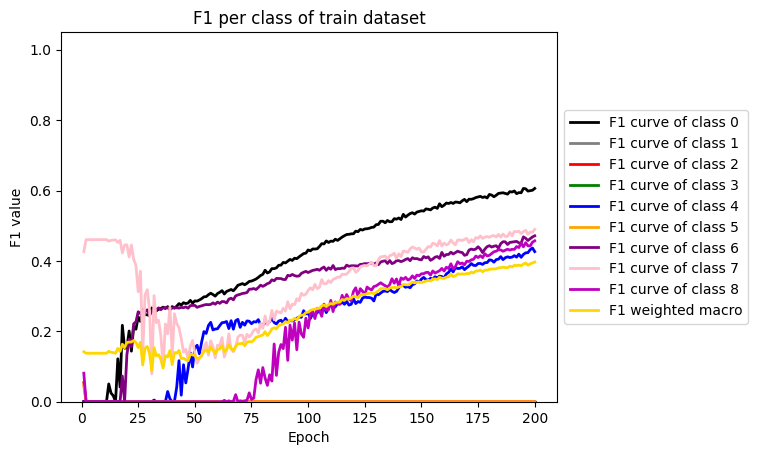 F1 per class of train dataset
1.0
0.8
0.6
0.4
0.2
0.0
F1 value
0 25 50 75 100 125 150 175 200
Epoch
F1 curve of class 0
F1 curve of class 1
F1 curve of class 2
F1 curve of class 3
F1 curve of class 4
F1 curve of class 5
F1 curve of class 6
F1 curve of class 7
F1 curve of class 8
F1 weighted macro